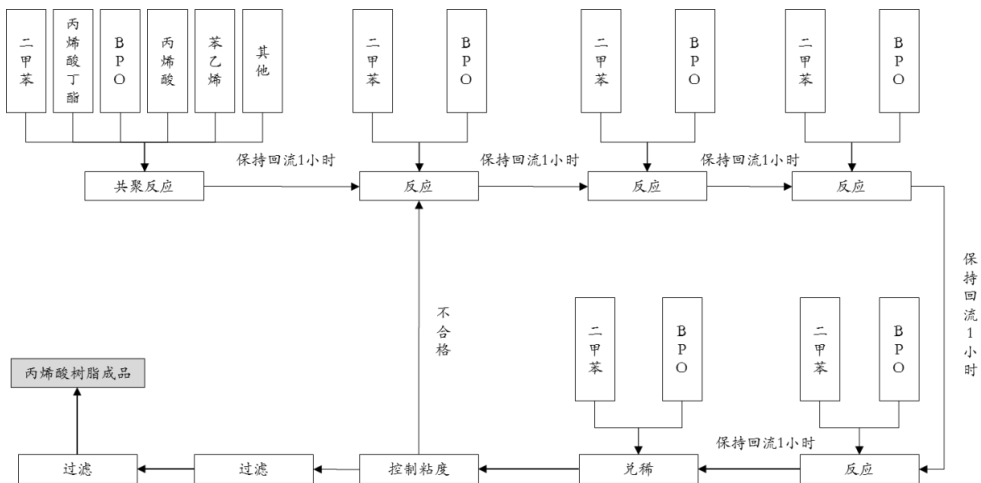 二甲苯
丙烯酸丁酯
BPO
丙烯酸
苯乙烯
其他
二甲苯
BPO
二甲苯
BPO
二甲苯
BPO
保持回流1小时
保持回流1小时
保持回流1小时
共聚反应
反应
反应
反应
保持回流1小时
不合格
二甲苯
BPO
二甲苯
BPO
丙烯酸树脂成品
保持回流1小时
过滤
过滤
控制粘度
兑稀
反应